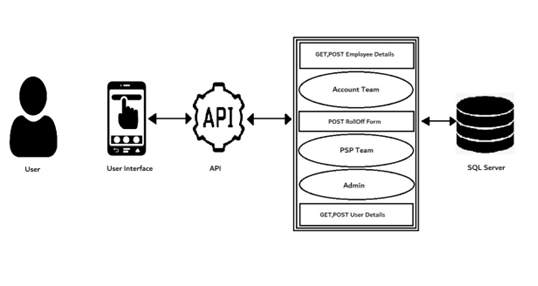 GET,POST Employee Details
Account Team
API
POST RollOff Form
PSP Team
User
User Interface
API
Admin
SQL Server
GET,POST User Details